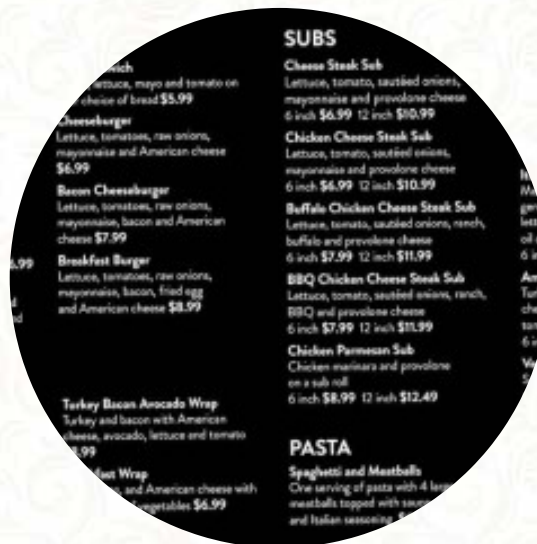 lettuce, mayo and tomato on
choice of bread $5.99
Cheeseburger
Lettuce, tomatoes, raw onions,
mayonnaise and American cheese
$6.99
Bacon Cheeseburger
Lettuce, tomatoes, raw onions,
mayonnaise, bacon and American
cheese $7.99
Breakfast Burger
Lettuce, tomatoes, raw onions,
mayonnaise, bacon, fried egg
and American cheese $8.99
Turkey Bacon Avocado Wrap
Turkey and bacon with American
cheese, avocado, lettuce and tomato
Wrap
and American cheese with
vegetables $6.99
SUBS
Cheese Steak Sub
Lettuce, tomato, sautéed onions,
mayonnaise and provolone cheese
6 inch $6.99 12 inch $10.99
Chicken Cheese Steak Sub
Lettuce, tomato, sautéed onions,
mayonnaise and provolone cheese
6 inch $6.99 12 inch $10.99
Buffalo Chicken Cheese Steak Sub
Lettuce, tomato, sautéed onions, ranch,
buffalo and provolone cheese
6 inch $7.99 12 inch $11.99
BBQ Chicken Cheese Steak Sub
Lettuce, tomato, sautéed onions, ranch,
BBQ and provolone cheese
6 inch $7.99 12 inch $11.99
Chicken Parmesan Sub
Chicken marinara and provolone
on a sub roll
6 inch $8.99 12 inch $12.49
PASTA
Spaghetti and Meatballs
One serving of pasta with 4 large
meatballs topped with
and Italian seasoning